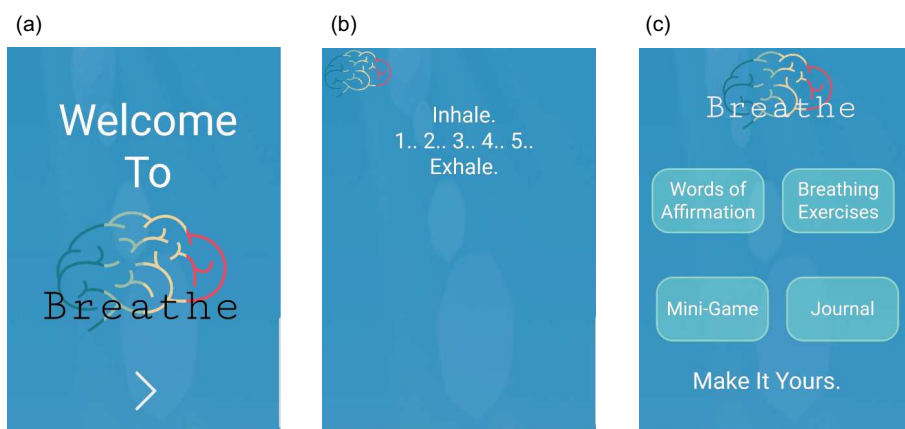 (a)
Welcome
To
Breathe
(b)
Inhale.
1.. 2.. 3.. 4.. 5..
Exhale.
(c)
Breathe
Words of
Affirmation
Breathing
Exercises
Mini-Game
Journal
Make It Yours.